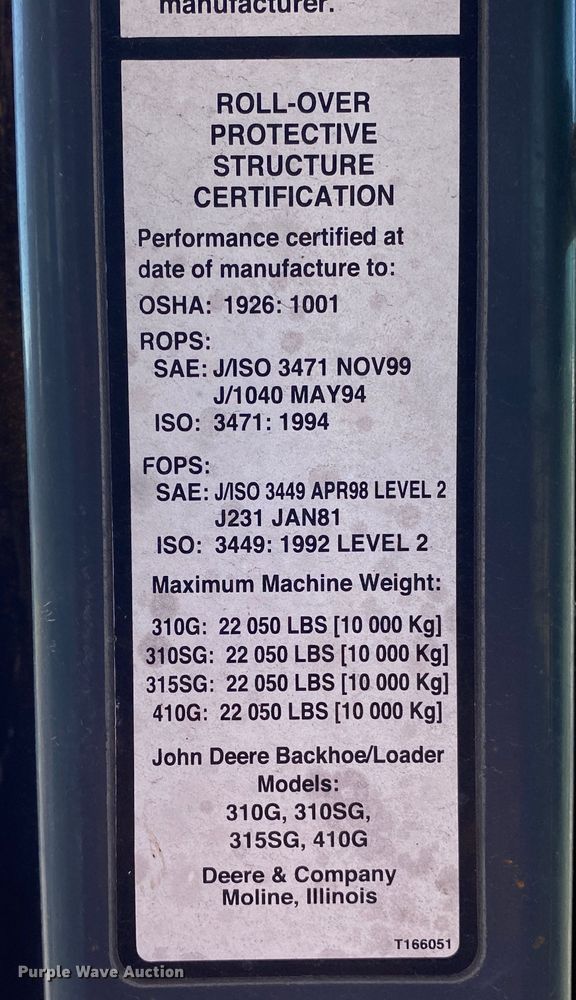 manufacturer.
ROLL-OVER
PROTECTIVE
STRUCTURE
CERTIFICATION
Performance certified at
date of manufacture to:
OSHA: 1926: 1001
ROPS:
SAE: J/ISO 3471 NOV99
J/1040 MAY94
ISO: 3471: 1994
FOPS:
SAE: J/ISO 3449 APR98 LEVEL 2
J231 JAN81
ISO: 3449: 1992 LEVEL 2
Maximum Machine Weight:
310G: 22 050 LBS [10 000 Kg]
310SG: 22 050 LBS [10 000 Kg]
315SG: 22 050 LBS [10 000 Kg]
410G: 22 050 LBS [10 000 Kg]
John Deere Backhoe/Loader
Models:
310G, 310SG,
315SG, 410G
Deere & Company
Moline, Illinois
T166051
Purple Wave Auction